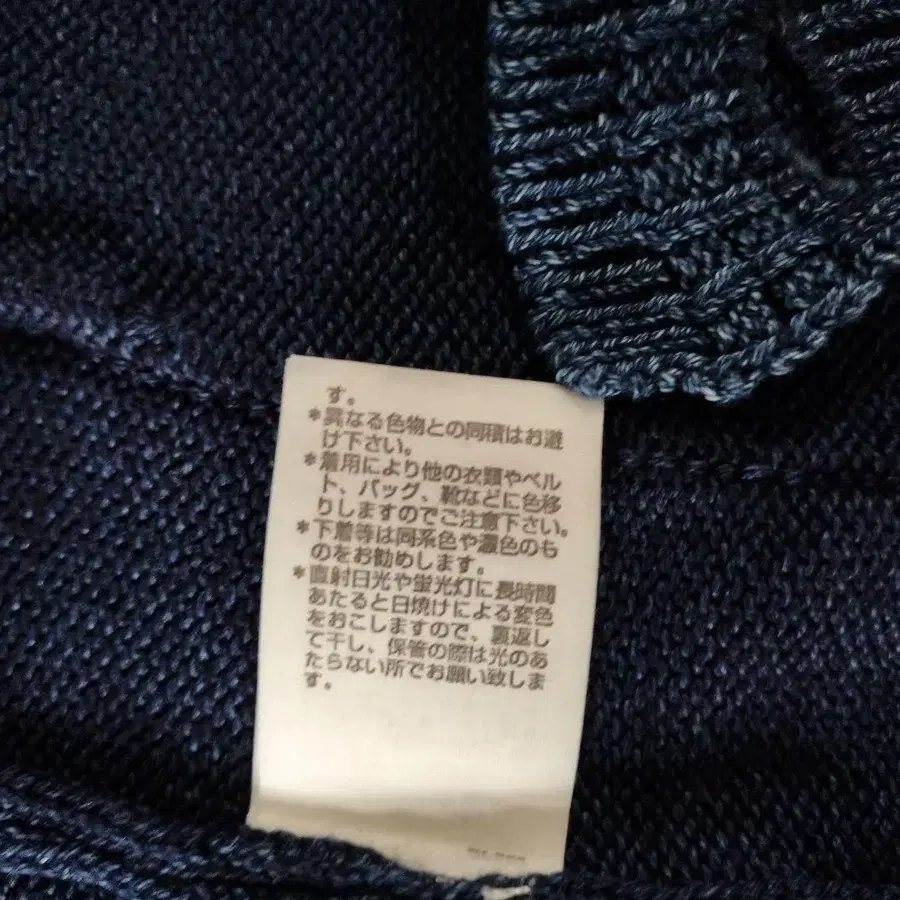 す。
*異なる色物との同積はお避
け下さい。
*着用により他の衣類やベル
ト、バッグ、靴などに色移
りしますのでご注意下さい。
*下着等は同系色や濃色のも
のをお勧めします。
*直射日光や蛍光灯に長時間
あたると日焼けによる変色
をおこしますので、裏返し
て干し、保管の際は光のあ
たらない所でお願い致しま
す。